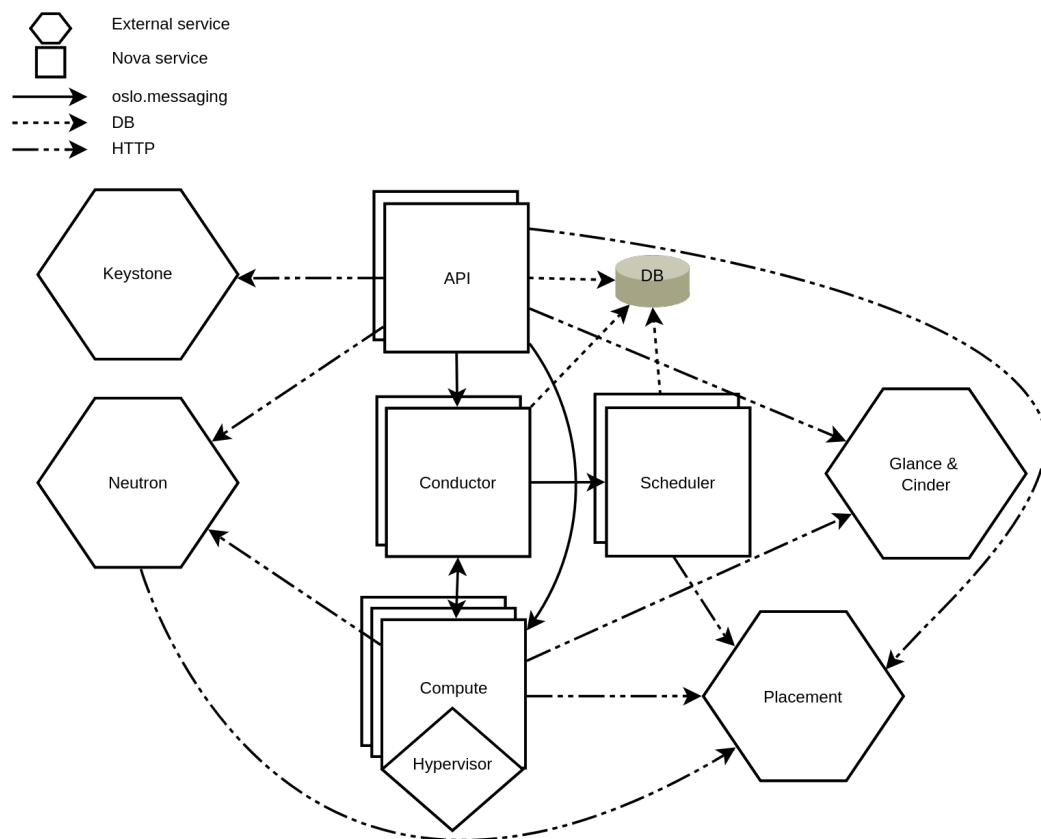 External service
Nova service
oslo.messaging
DB
HTTP
Keystone
API
DB
Neutron
Conductor
Scheduler
Glance &
Cinder
Compute
Hypervisor
Placement